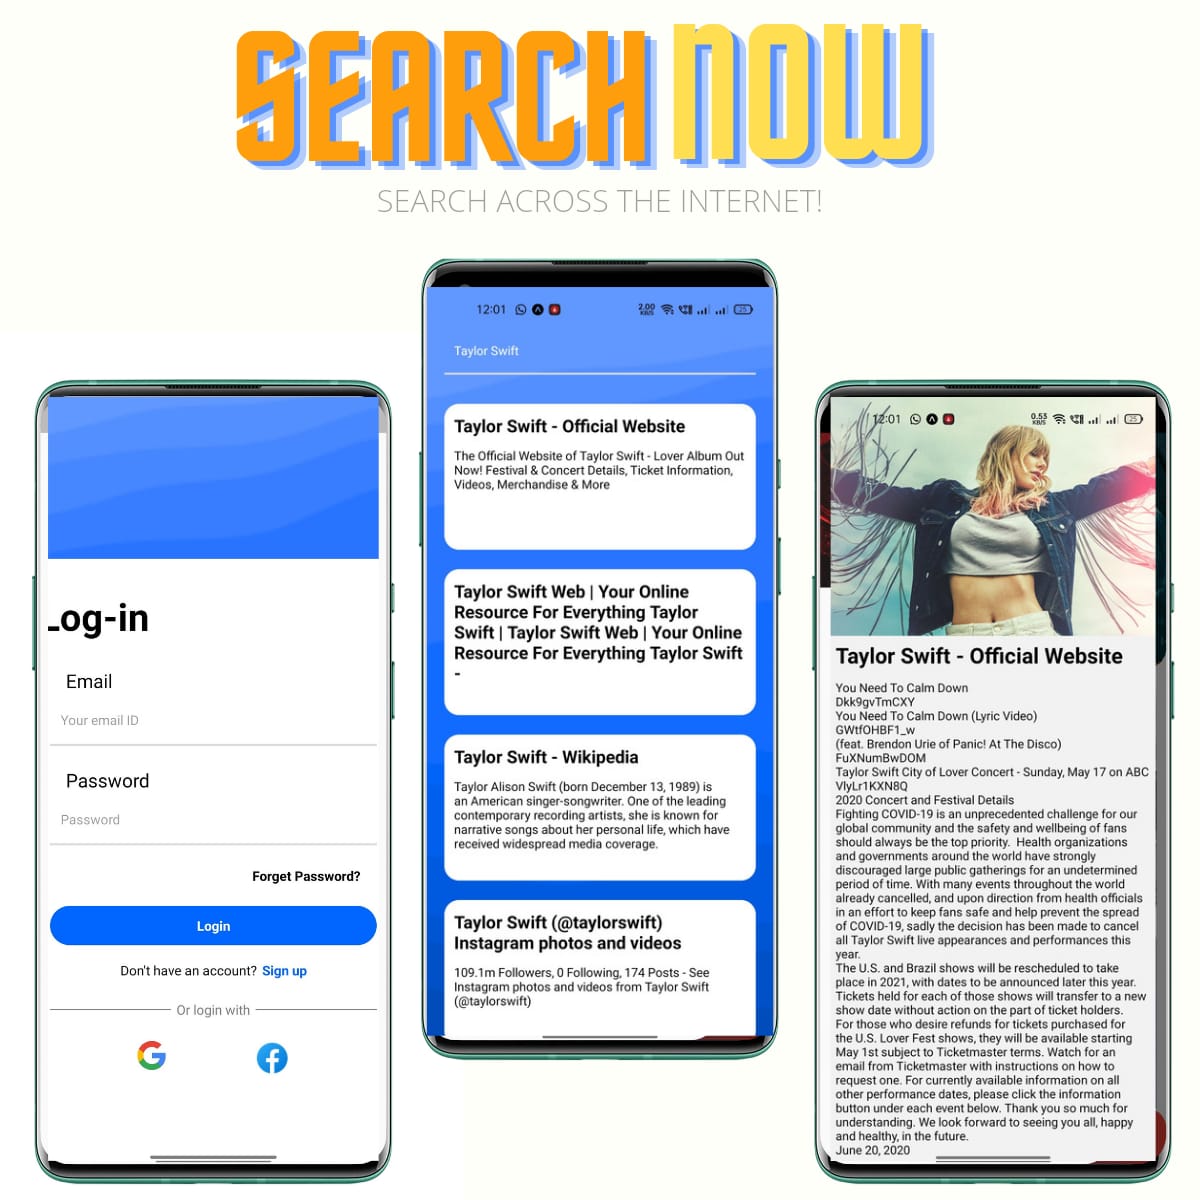 SEARCH NOW
SEARCH ACROSS THE INTERNET!
Log-in
Email
Your email ID
Password
Password
Forget Password?
Login
Don't have an account? Sign up
Or login with
12:01
2.00 KB/S
25
Taylor Swift
Taylor Swift - Official Website
The Official Website of Taylor Swift - Lover Album Out
Now! Festival & Concert Details, Ticket Information,
Videos, Merchandise & More
Taylor Swift Web | Your Online
Resource For Everything Taylor
Swift | Taylor Swift Web | Your Online
Resource For Everything Taylor Swift
-
Taylor Swift - Wikipedia
Taylor Alison Swift (born December 13, 1989) is
an American singer-songwriter. One of the leading
contemporary recording artists, she is known for
narrative songs about her personal life, which have
received widespread media coverage.
Taylor Swift (@taylorswift)
Instagram photos and videos
109.1m Followers, 0 Following, 174 Posts - See
Instagram photos and videos from Taylor Swift
(@taylorswift)
12:01
0.53 KB/S
25
Taylor Swift - Official Website
You Need To Calm Down
Dkk9gvTmCXY
You Need To Calm Down (Lyric Video)
GWtfOHBF1_w
(feat. Brendon Urie of Panic! At The Disco)
FuXNumBwDOM
Taylor Swift City of Lover Concert - Sunday, May 17 on ABC
VlyLr1KXN8Q
2020 Concert and Festival Details
Fighting COVID-19 is an unprecedented challenge for our
global community and the safety and wellbeing of fans
should always be the top priority.  Health organizations
and governments around the world have strongly
discouraged large public gatherings for an undetermined
period of time. With many events throughout the world
already cancelled, and upon direction from health officials
in an effort to keep fans safe and help prevent the spread
of COVID-19, sadly the decision has been made to cancel
all Taylor Swift live appearances and performances this
year.
The U.S. and Brazil shows will be rescheduled to take
place in 2021, with dates to be announced later this year.
Tickets held for each of those shows will transfer to a new
show date without action on the part of ticket holders.
For those who desire refunds for tickets purchased for
the U.S. Lover Fest shows, they will be available starting
May 1st subject to Ticketmaster terms. Watch for an
email from Ticketmaster with instructions on how to
request one. For currently available information on all
other performance dates, please click the information
button under each event below. Thank you so much for
understanding. We look forward to seeing you all, happy
and healthy, in the future.
June 20, 2020